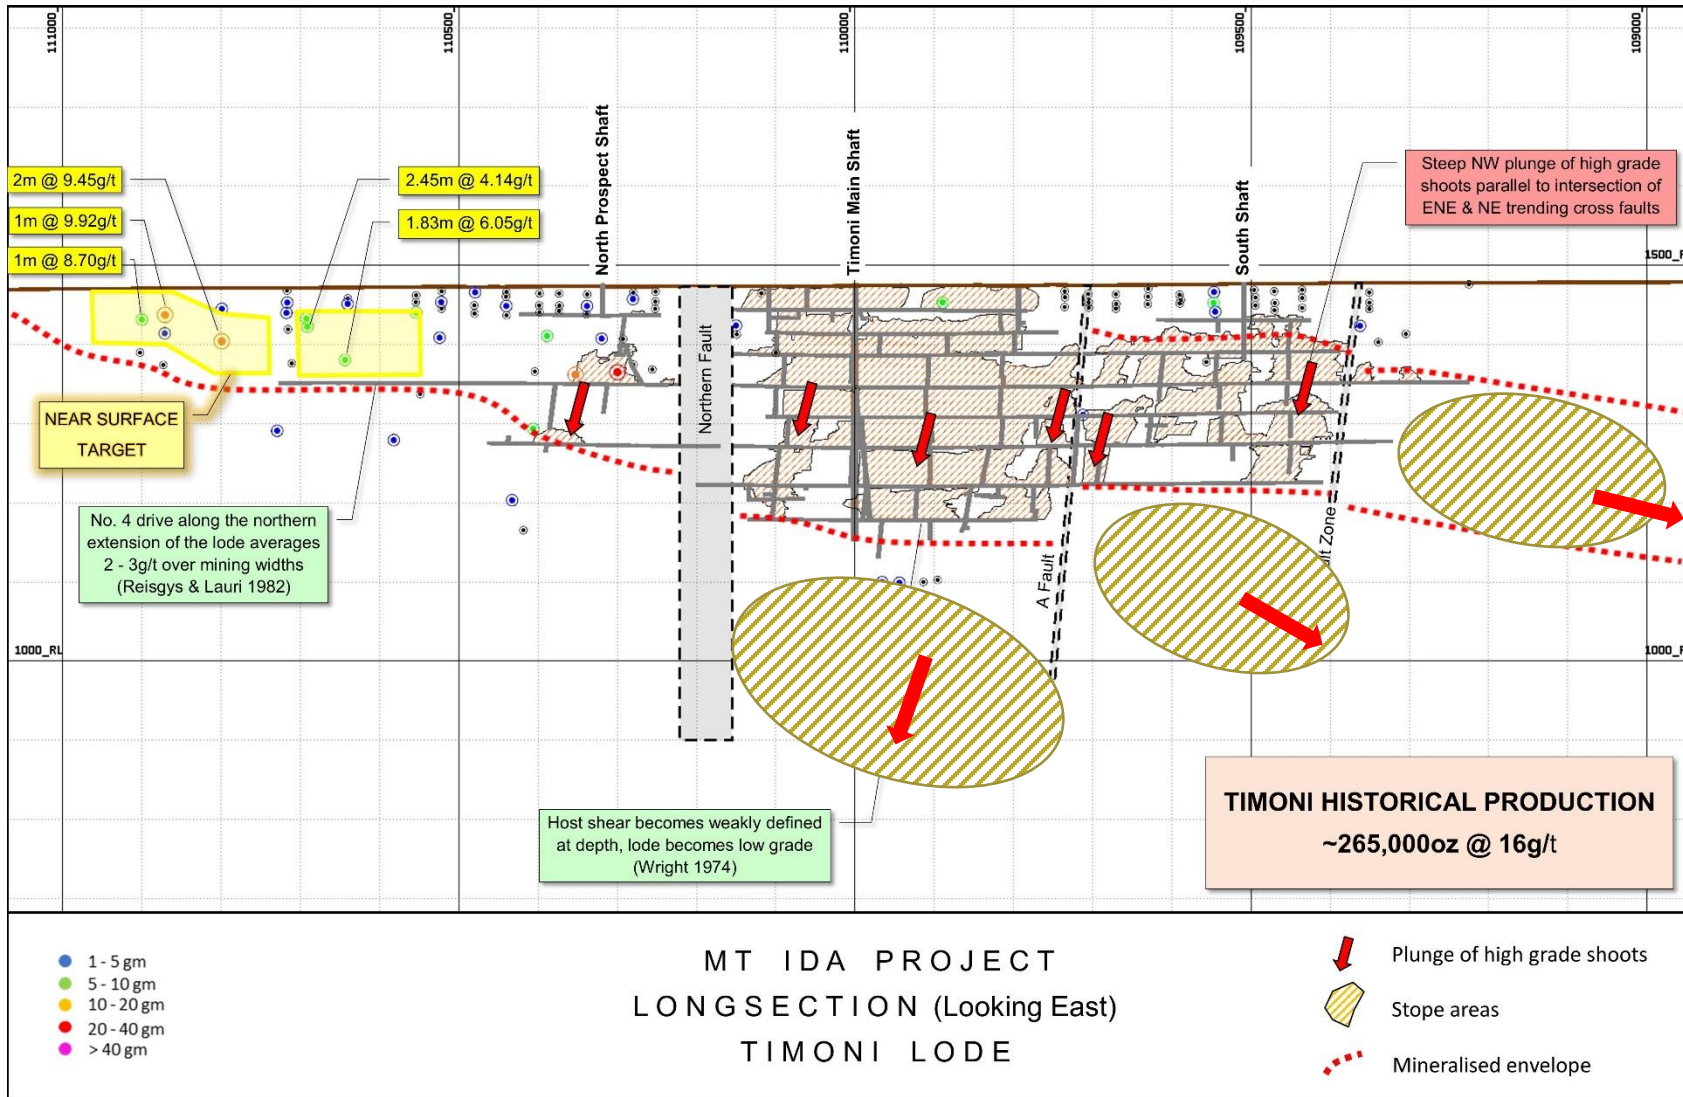 111000
110500
110000
109500
109000
North Prospect Shaft
Timoni Main Shaft
South Shaft
2m @ 9.45g/t
1m @ 9.92g/t
1m @ 8.70g/t
2.45m @ 4.14g/t
1.83m @ 6.05g/t
Steep NW plunge of high grade
shoots parallel to intersection of
ENE & NE trending cross faults
1500_R
NEAR SURFACE
TARGET
Northern Fault
No. 4 drive along the northern
extension of the lode averages
2 - 3g/t over mining widths
(Reisgys & Lauri 1982)
A Fault
ult Zone
1000_RL
1000_R
Host shear becomes weakly defined
at depth, lode becomes low grade
(Wright 1974)
TIMONI HISTORICAL PRODUCTION
~265,000oz @ 16g/t
1 - 5 gm
5 - 10 gm
10 - 20 gm
20 - 40 gm
> 40 gm
MT IDA PROJECT
LONGSECTION (Looking East)
TIMONI LODE
Plunge of high grade shoots
Stope areas
Mineralised envelope